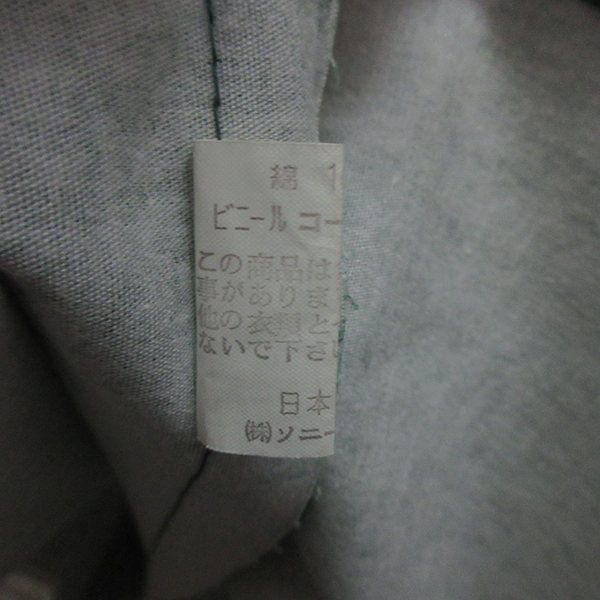 綿 1
ビニールコー
この商品は
事があり ま
他の衣類と
ないで下さい
日本
㈱ソニー